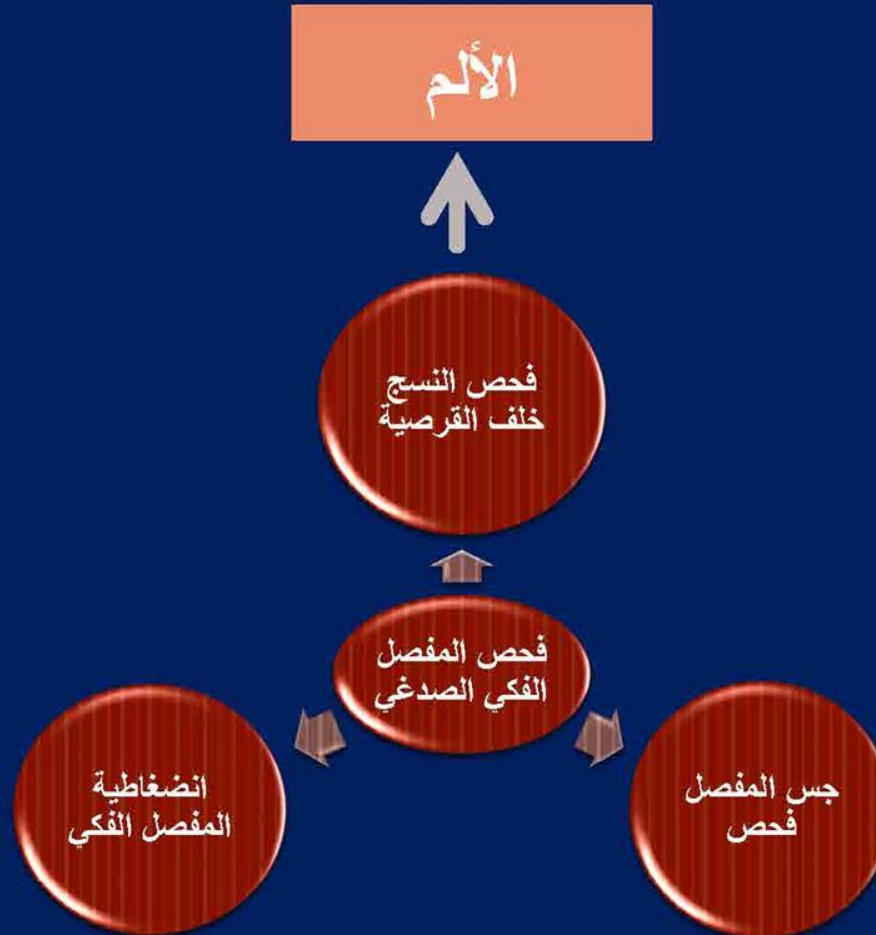 الألم
فحص النسج
خلف القرصية
فحص المفصل
الفكي الصدغي
جس المفصل
فحص
انضغاطية
المفصل الفكي